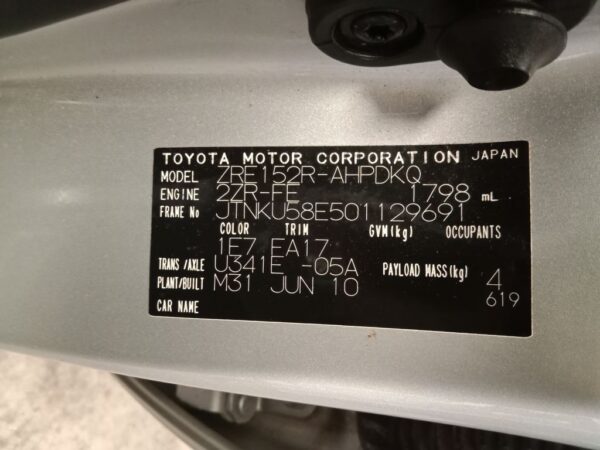 TOYOTA MOTOR CORPORATION JAPAN
MODEL ZRE152R-AHPDKQ
ENGINE 2ZR-FE 1798 mL
FRAME No JTNKU58E501129691
COLOR TRIM GVM(kg) OCCUPANTS
1E7 EA17
TRANS/AXLE U341E -05A PAYLOAD MASS(kg) 4
PLANT/BUILT M31 JUN 10 619
CAR NAME